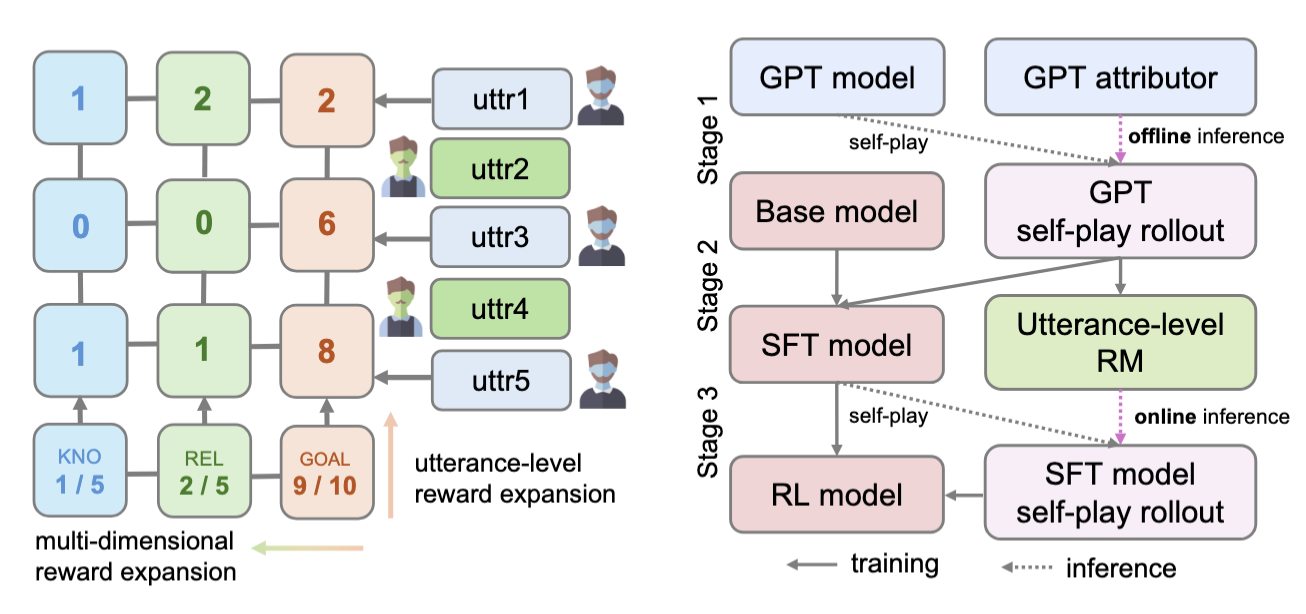 1
2
2
uttr1
uttr2
0
0
6
uttr3
uttr4
1
1
8
uttr5
KNO
1 / 5
REL
2 / 5
GOAL
9 / 10
utterance-level
reward expansion
multi-dimensional
reward expansion
Stage 1
GPT model
GPT attributor
self-play
offline inference
GPT
self-play rollout
Base model
Stage 2
SFT model
Utterance-level
RM
Stage 3
self-play
online inference
RL model
SFT model
self-play rollout
training
inference